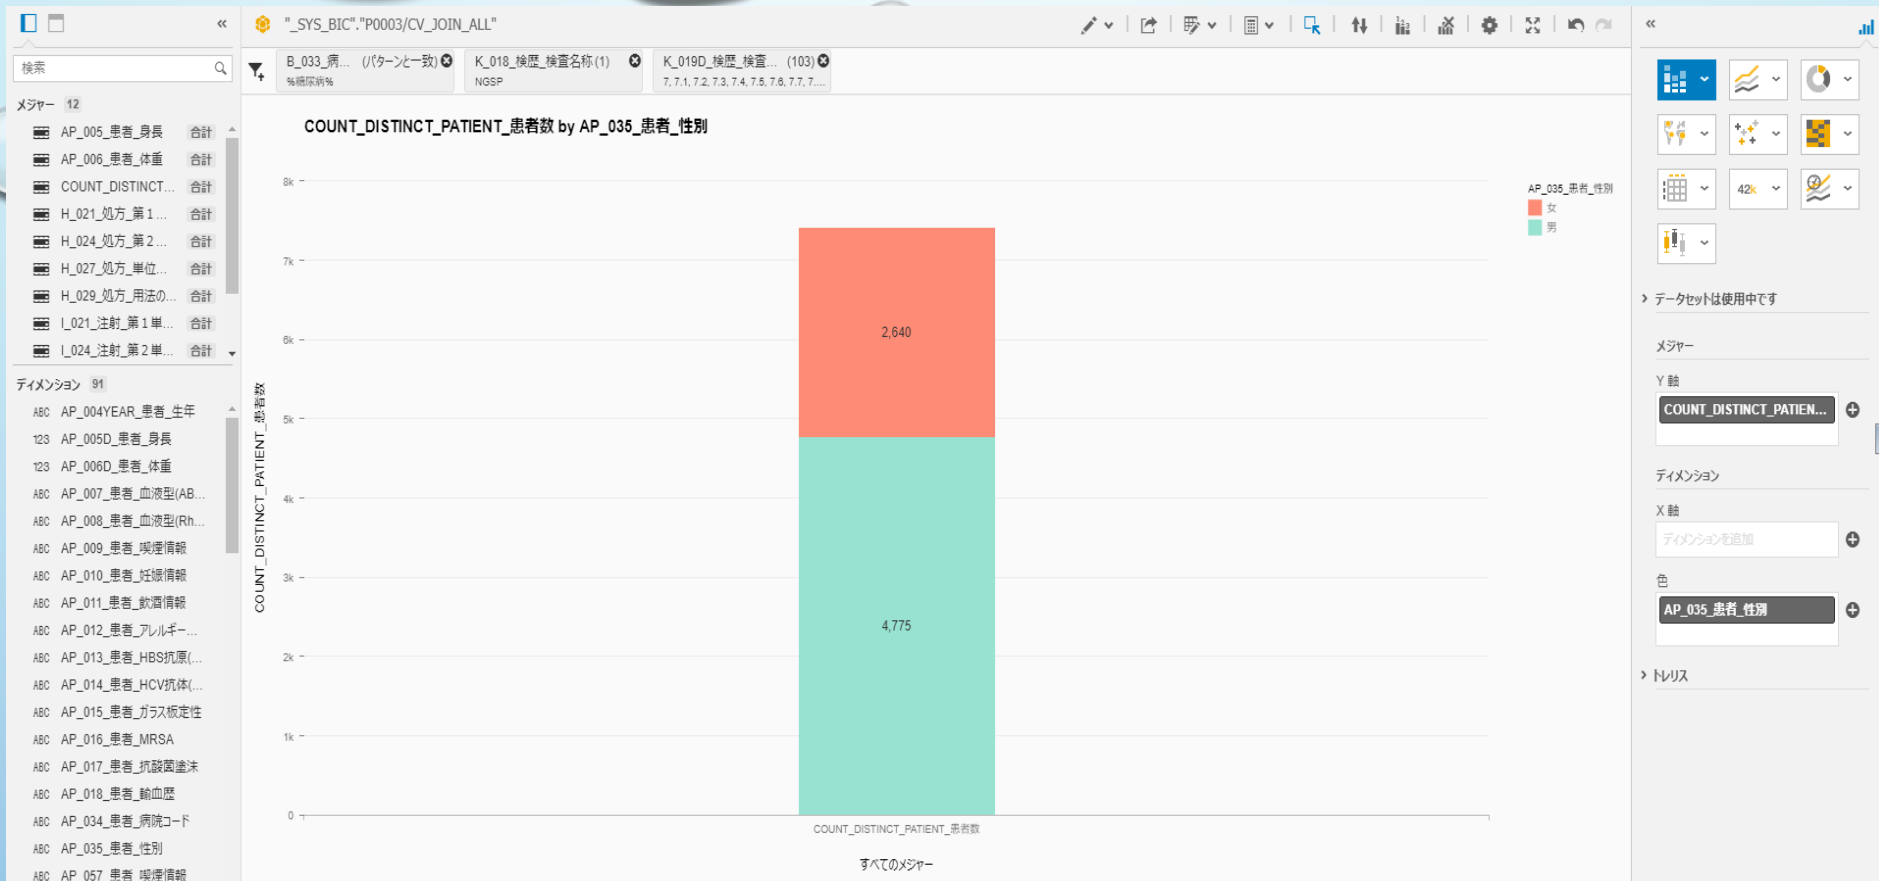 "_SYS_BIC"."P0003/CV_JOIN_ALL"
検索
B_033_病... (パターンと一致)
%糖尿病%
K_018_検歴_検査名称(1)
NGSP
K_019D_検歴_検査... (103)
7, 7.1, 7.2, 7.3, 7.4, 7.5, 7.6, 7.7, 7....
メジャー 12
AP_005_患者_身長 合計
AP_006_患者_体重 合計
COUNT_DISTINCT... 合計
H_021_処方_第1... 合計
H_024_処方_第2... 合計
H_027_処方_単位... 合計
H_029_処方_用法の... 合計
I_021_注射_第1単... 合計
I_024_注射_第2単... 合計
ディメンション 91
ABC AP_004YEAR_患者_生年
123 AP_005D_患者_身長
123 AP_006D_患者_体重
ABC AP_007_患者_血液型(AB...
ABC AP_008_患者_血液型(Rh...
ABC AP_009_患者_喫煙情報
ABC AP_010_患者_妊娠情報
ABC AP_011_患者_飲酒情報
ABC AP_012_患者_アレルギー...
ABC AP_013_患者_HBS抗原(...
ABC AP_014_患者_HCV抗体(...
ABC AP_015_患者_ガラス板定性
ABC AP_016_患者_MRSA
ABC AP_017_患者_抗酸菌塗沫
ABC AP_018_患者_輸血歴
ABC AP_034_患者_病院コード
ABC AP_035_患者_性別
ABC AP_057_患者_喫煙情報
COUNT_DISTINCT_PATIENT_患者数 by AP_035_患者_性別
COUNT_DISTINCT_PATIENT_患者数
8k
7k
6k
5k
4k
3k
2k
1k
0
2,640
4,775
COUNT_DISTINCT_PATIENT_患者数
すべてのメジャー
AP_035_患者_性別
女
男
42k
データセットは使用中です
メジャー
Y 軸
COUNT_DISTINCT_PATIEN...
ディメンション
X 軸
ディメンションを追加
色
AP_035_患者_性別
トレリス